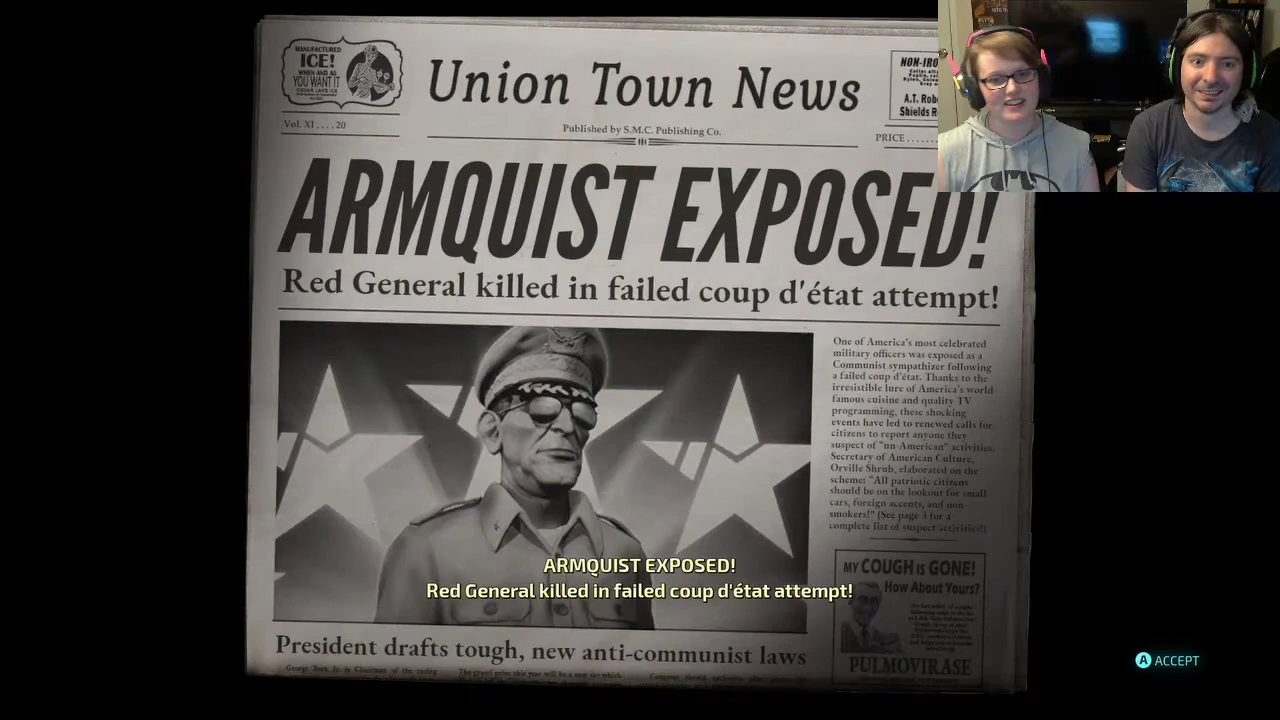 MANUFACTURED
ICE!
WHEN AND AS
YOU WANT IT
Union Town News
NON-IRO
A.T. Rob
Shields R
Vol. XI .... 20
Published by S.M.C. Publishing Co.
PRICE .......
ARMQUIST EXPOSED!
Red General killed in failed coup d'état attempt!
One of America's most celebrated
military officers was exposed as a
Communist sympathizer following
a failed coup d'état. Thanks to the
irresistible lure of America's world-
famous cuisine and quality TV
programming, these shocking
events have led to renewed calls for
citizens to report anyone they
suspect of "un-American" activities.
Secretary of American Culture,
Orville Shrub, elaborated on the
scheme: "All patriotic citizens
should be on the lookout for small
cars, foreign accents, and non-
smokers!" (See page 3 for a
complete list of suspect activities!)
MY COUGH is GONE!
How About Yours?
PULMOVIRASE
ARMQUIST EXPOSED!
Red General killed in failed coup d'état attempt!
President drafts tough, new anti-communist laws
A ACCEPT